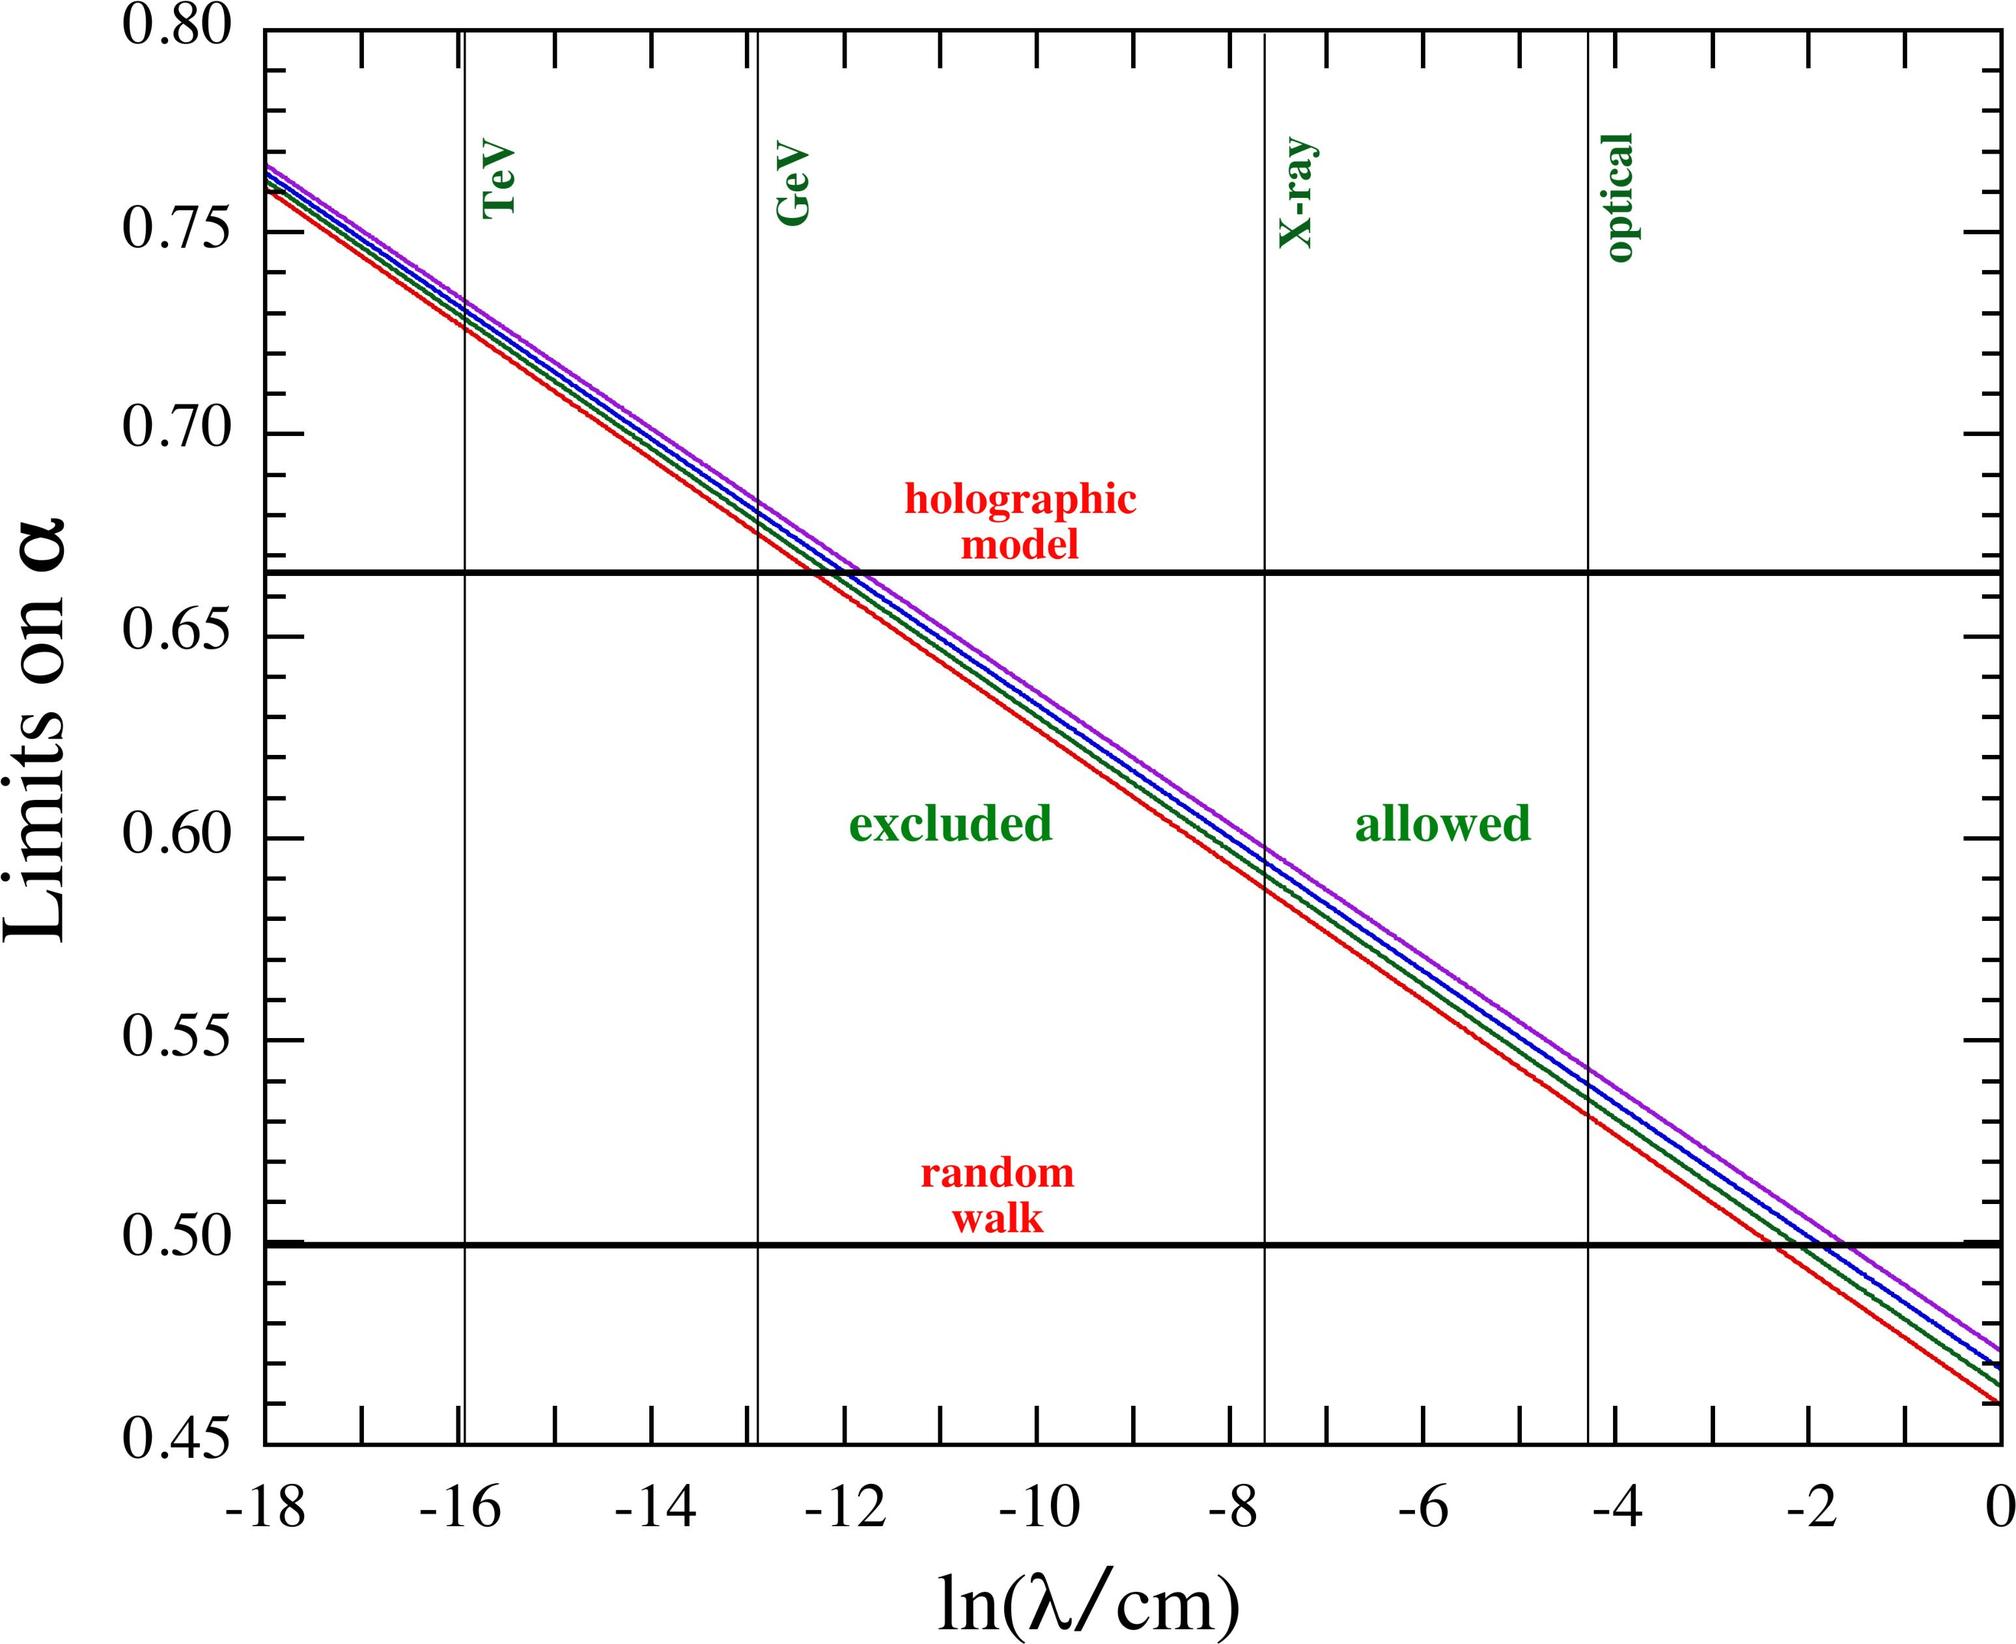 0.80
0.75
0.70
0.65
0.60
0.55
0.50
0.45
Limits on α
TeV
GeV
X-ray
optical
holographic
model
excluded
allowed
random
walk
-18 -16 -14 -12 -10 -8 -6 -4 -2 0
ln(λ/cm)